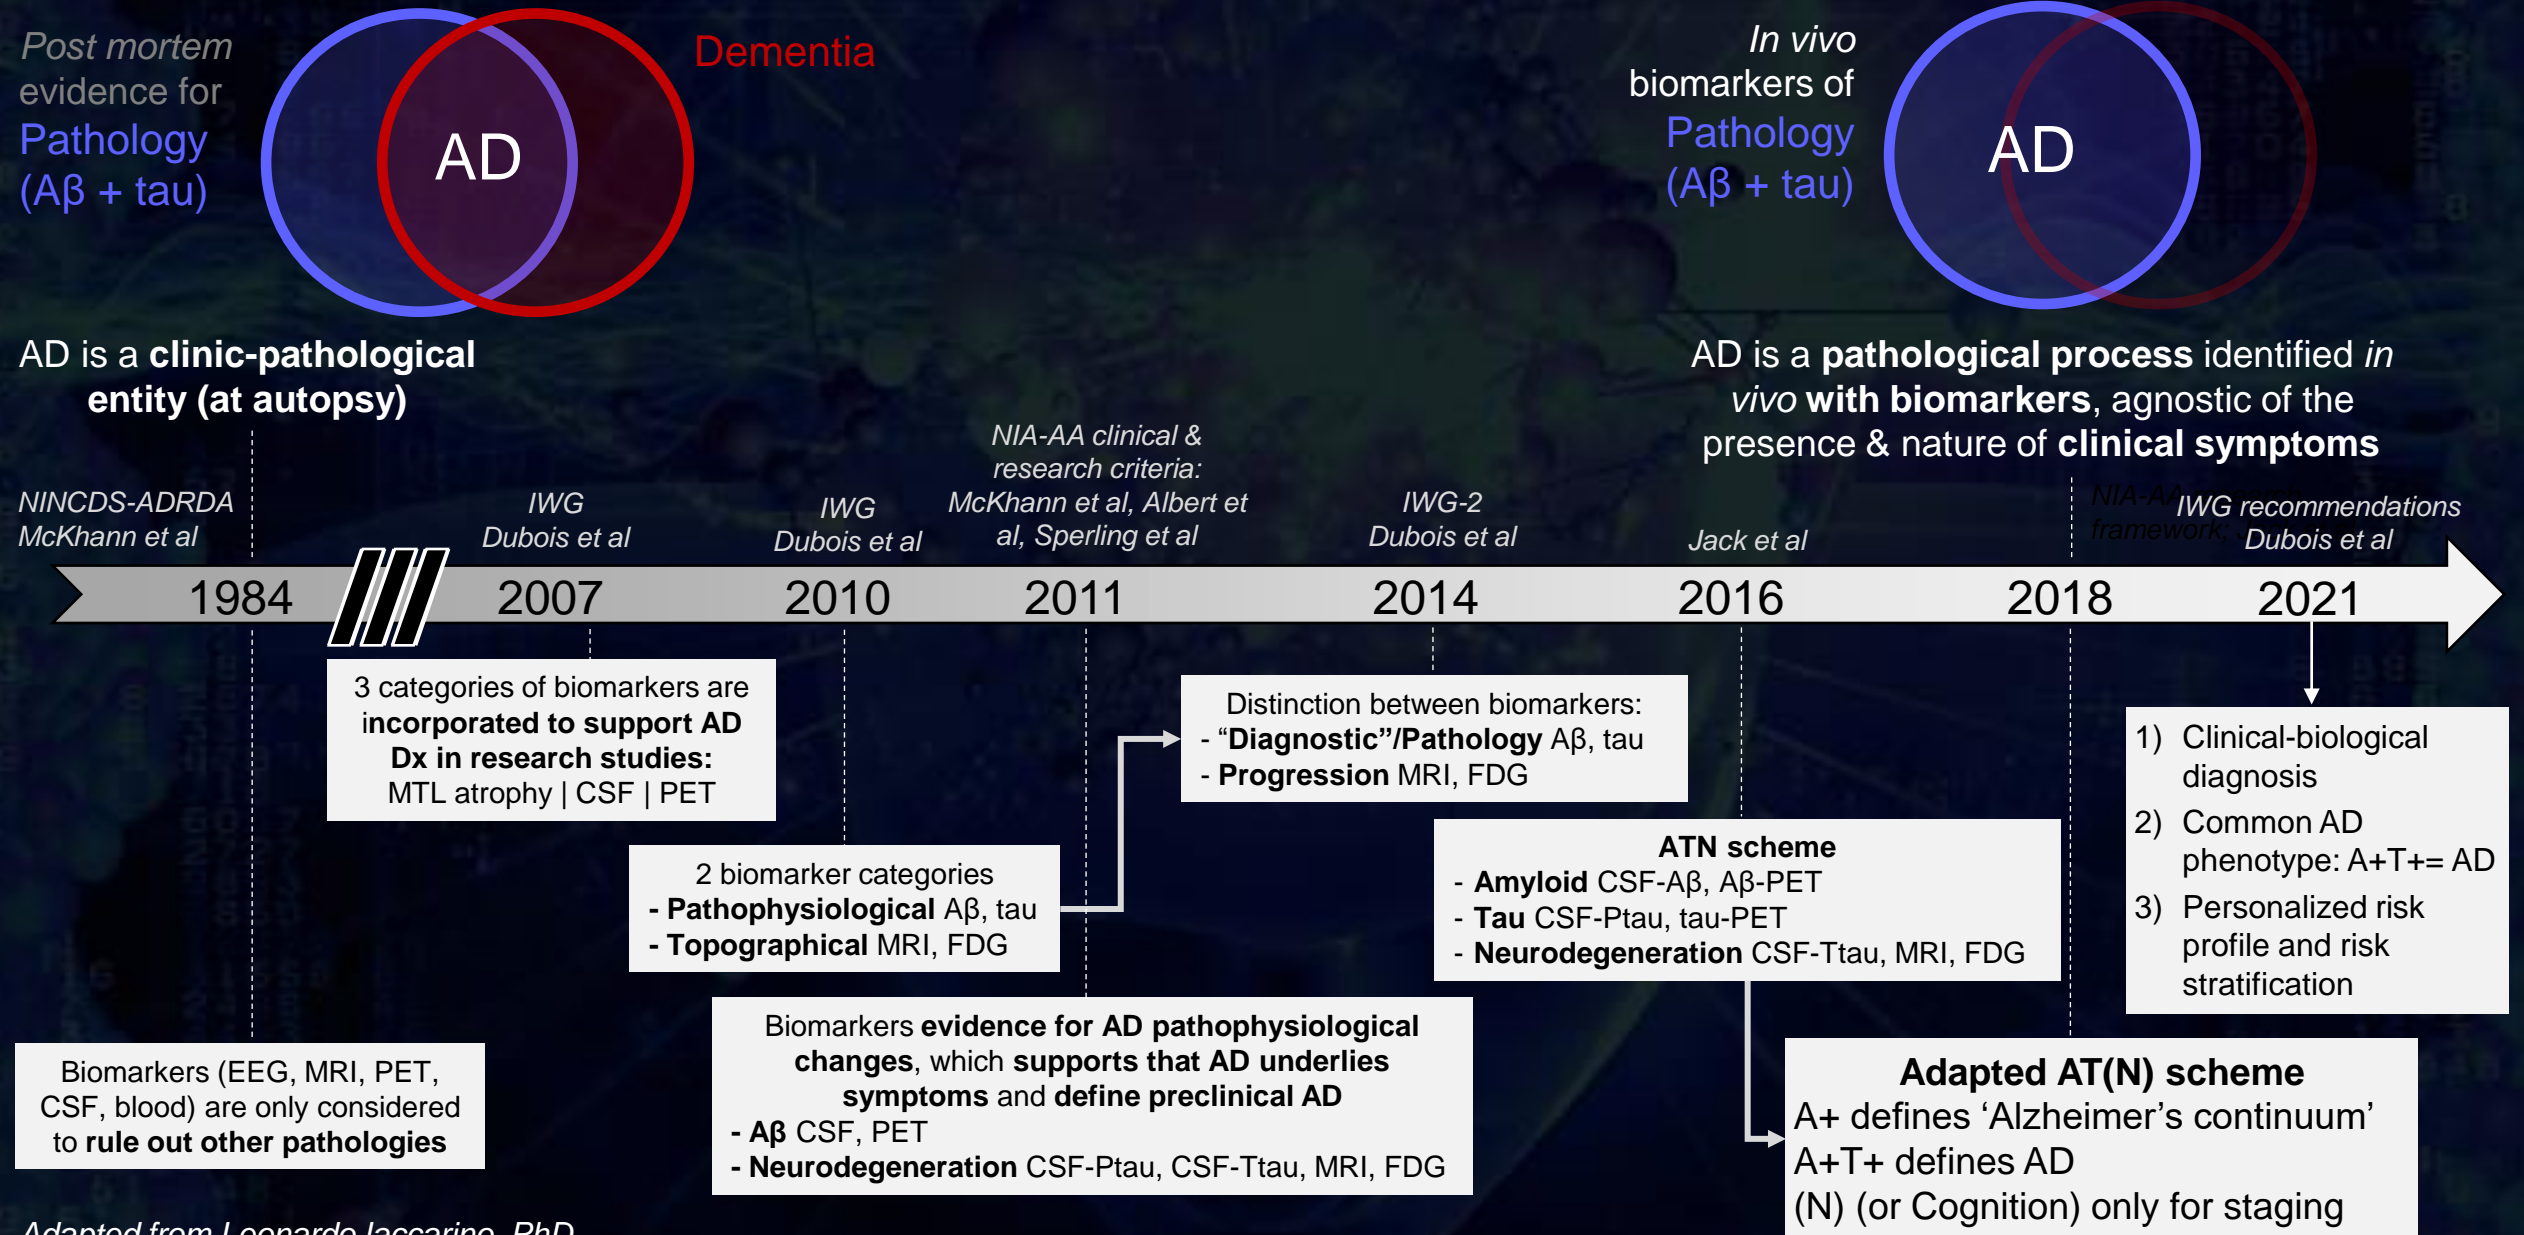 Post mortem
evidence for
Pathology
(Aβ + tau)
AD
Dementia
In vivo
biomarkers of
Pathology
(Aβ + tau)
AD
AD is a clinic-pathological
entity (at autopsy)
AD is a pathological process identified in
vivo with biomarkers, agnostic of the
presence & nature of clinical symptoms
NINCDS-ADRDA
McKhann et al
IWG
Dubois et al
IWG
Dubois et al
NIA-AA clinical &
research criteria:
McKhann et al, Albert et
al, Sperling et al
IWG-2
Dubois et al
Jack et al
NIA-AA
framework;
IWG recommendations
Dubois et al
1984
2007
2010
2011
2014
2016
2018
2021
3 categories of biomarkers are
incorporated to support AD
Dx in research studies:
MTL atrophy | CSF | PET
Distinction between biomarkers:
- “Diagnostic”/Pathology Aβ, tau
- Progression MRI, FDG
1) Clinical-biological
diagnosis
2) Common AD
phenotype: A+T+= AD
3) Personalized risk
profile and risk
stratification
2 biomarker categories
- Pathophysiological Aβ, tau
- Topographical MRI, FDG
ATN scheme
- Amyloid CSF-Aβ, Aβ-PET
- Tau CSF-Ptau, tau-PET
- Neurodegeneration CSF-Ttau, MRI, FDG
Biomarkers evidence for AD pathophysiological
changes, which supports that AD underlies
symptoms and define preclinical AD
- Aβ CSF, PET
- Neurodegeneration CSF-Ptau, CSF-Ttau, MRI, FDG
Biomarkers (EEG, MRI, PET,
CSF, blood) are only considered
to rule out other pathologies
Adapted AT(N) scheme
A+ defines ‘Alzheimer’s continuum’
A+T+ defines AD
(N) (or Cognition) only for staging
Adapted from Leonardo Iaccarino, PhD